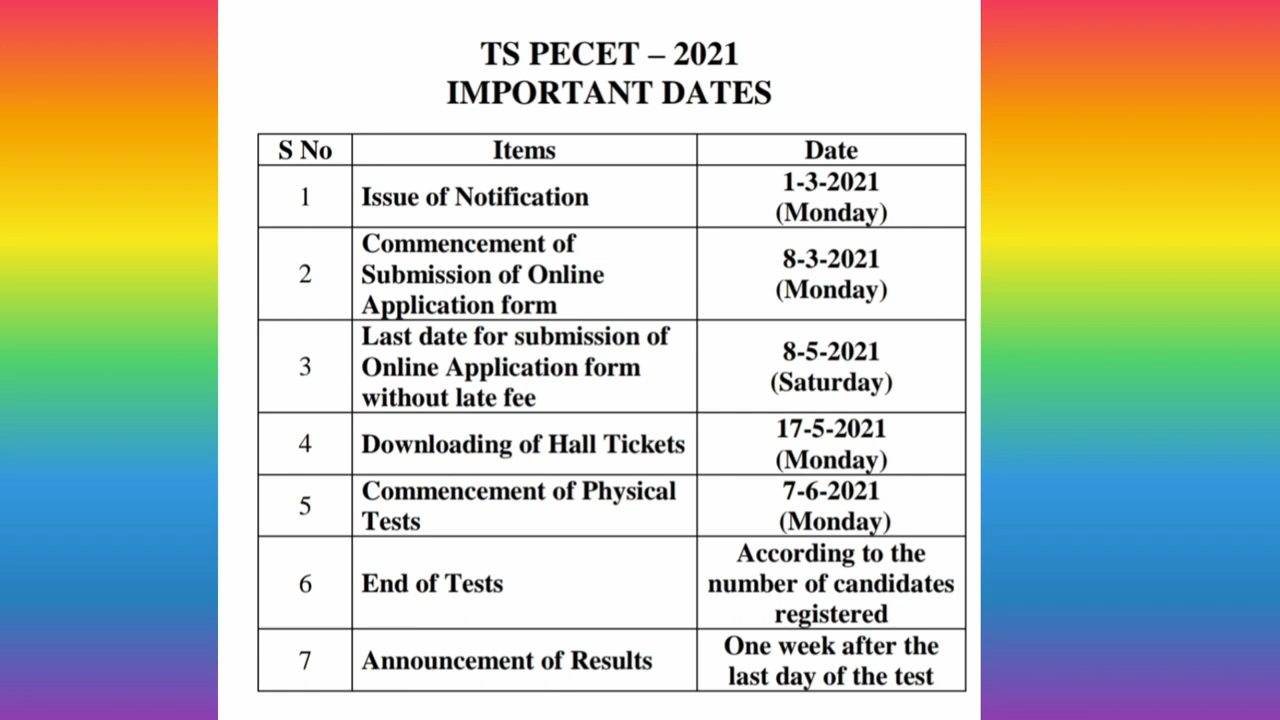 TS PECET – 2021
IMPORTANT DATES
S No Items Date
1 Issue of Notification 1-3-2021
(Monday)
2 Commencement of
Submission of Online
Application form 8-3-2021
(Monday)
3 Last date for submission of
Online Application form
without late fee 8-5-2021
(Saturday)
4 Downloading of Hall Tickets 17-5-2021
(Monday)
5 Commencement of Physical
Tests 7-6-2021
(Monday)
6 End of Tests According to the
number of candidates
registered
7 Announcement of Results One week after the
last day of the test